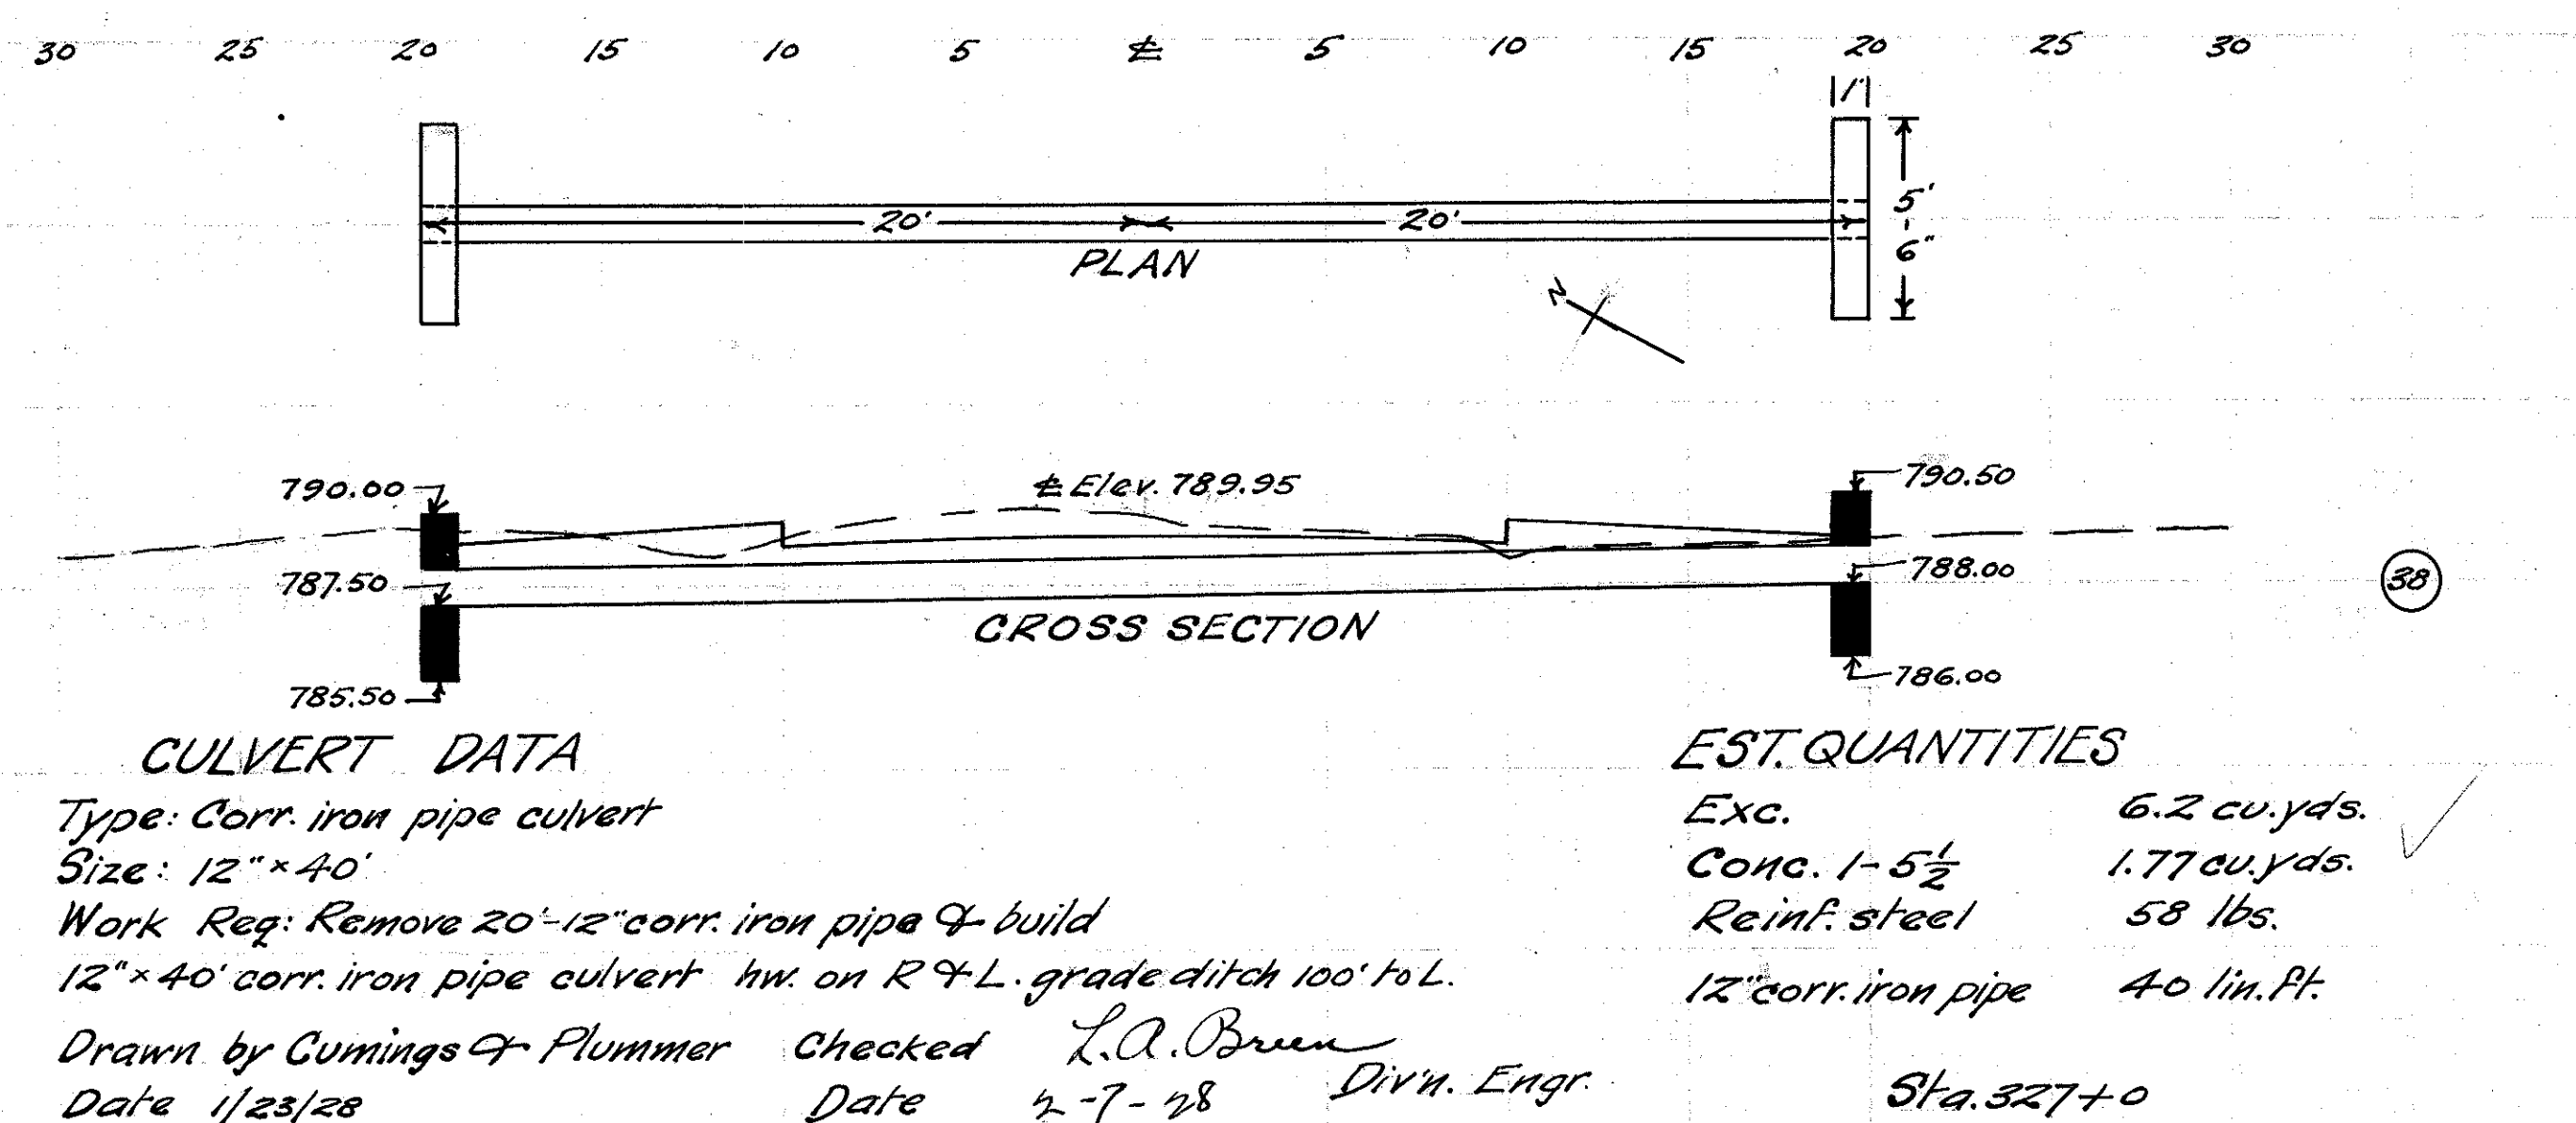 30 25 20 15 10 5 ℄ 5 10 15 20 25 30
1'
20' 20'
5'-6"
PLAN
N
790.00 ℄ Elev. 789.95 790.50
787.50 788.00
38
CROSS SECTION
785.50 786.00
CULVERT DATA
Type: Corr. iron pipe culvert
Size: 12" × 40'
Work Req: Remove 20'-12" corr. iron pipe & build
12" × 40' corr. iron pipe culvert hw. on R & L. grade ditch 100' to L.
Drawn by Cumings & Plummer Checked L.A. Breen
Date 1/23/28 Date 2-7-28 Div'n. Engr.
EST. QUANTITIES
Exc. 6.2 cu.yds.
Conc. 1-5½ 1.77 cu.yds.
Reinf. steel 58 lbs.
12" corr. iron pipe 40 lin.ft.
Sta. 327+0